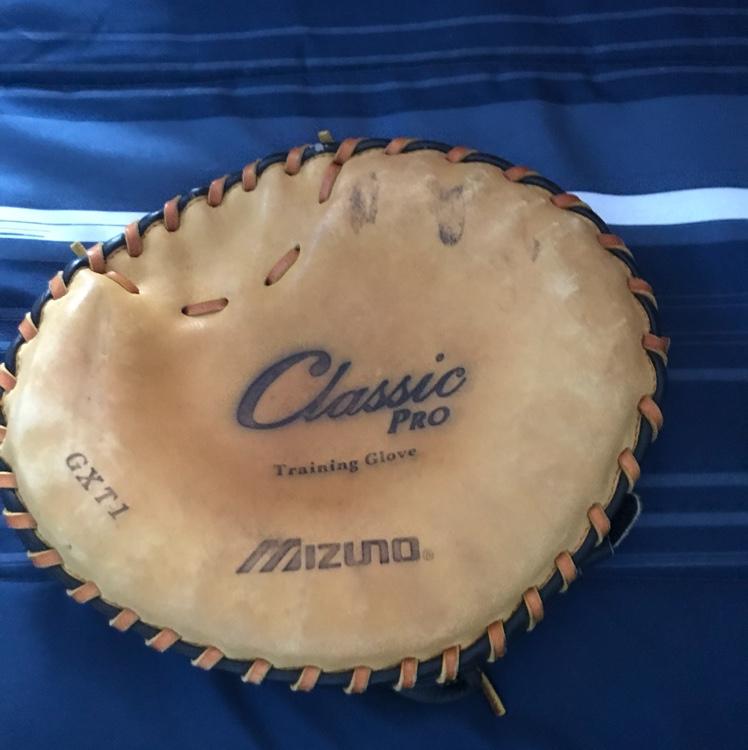 Classic
PRO
Training Glove
GXT1
MIZUNO®